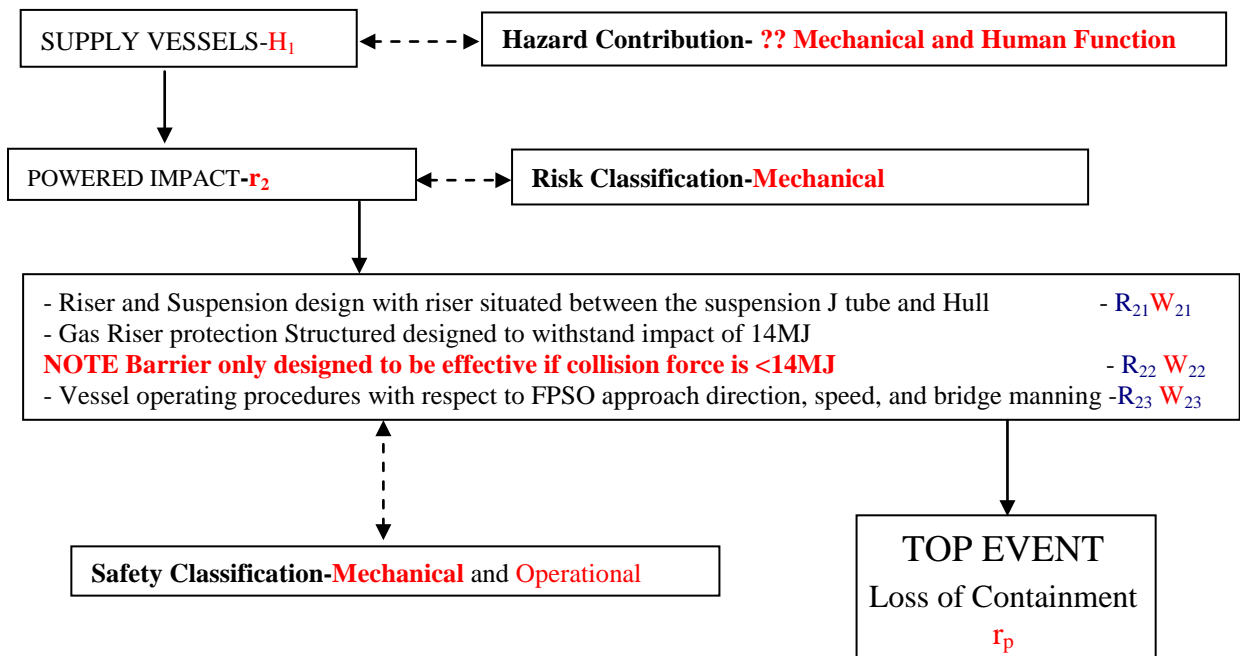 SUPPLY VESSELS-H₁
Hazard Contribution- ?? Mechanical and Human Function
POWERED IMPACT-r₂
Risk Classification-Mechanical
- Riser and Suspension design with riser situated between the suspension J tube and Hull - R₂₁W₂₁
- Gas Riser protection Structured designed to withstand impact of 14MJ
NOTE Barrier only designed to be effective if collision force is <14MJ - R₂₂ W₂₂
- Vessel operating procedures with respect to FPSO approach direction, speed, and bridge manning -R₂₃ W₂₃
Safety Classification-Mechanical and Operational
TOP EVENT
Loss of Containment
rₚ